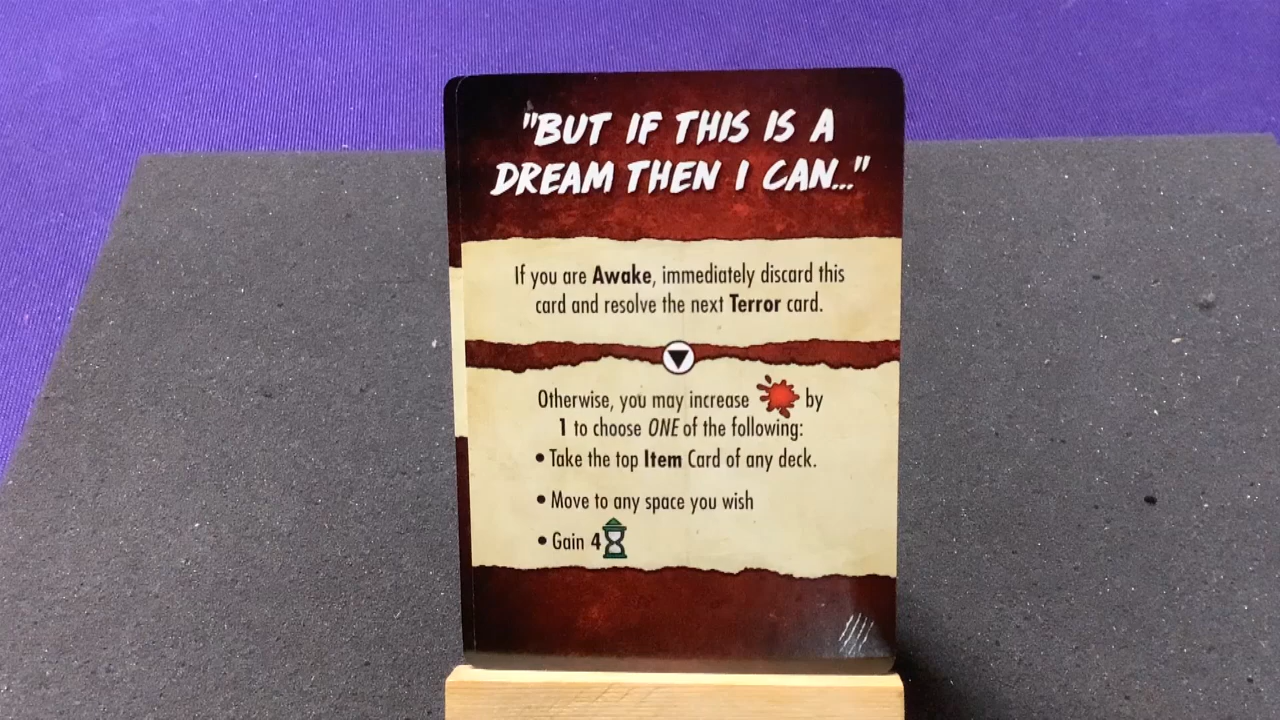 "BUT IF THIS IS A
DREAM THEN I CAN..."
If you are Awake, immediately discard this
card and resolve the next Terror card.
Otherwise, you may increase by
1 to choose ONE of the following:
• Take the top Item Card of any deck.
• Move to any space you wish
• Gain 4